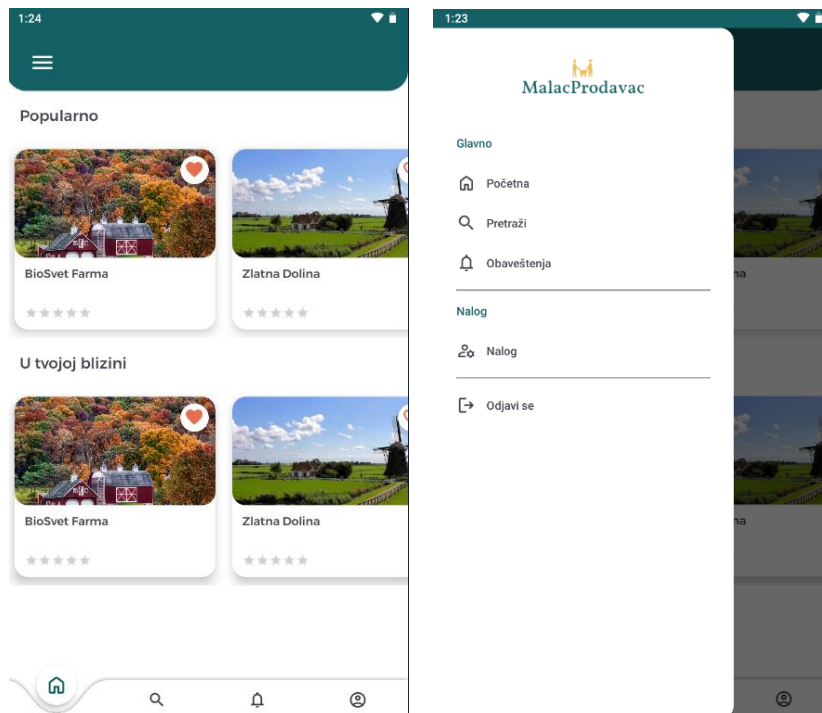 1:24
Popularno
BioSvet Farma
Zlatna Dolina
U tvojoj blizini
BioSvet Farma
Zlatna Dolina
1:23
MalacProdavac
Glavno
Početna
Pretraži
Obaveštenja
Nalog
Nalog
Odjavi se
na
na